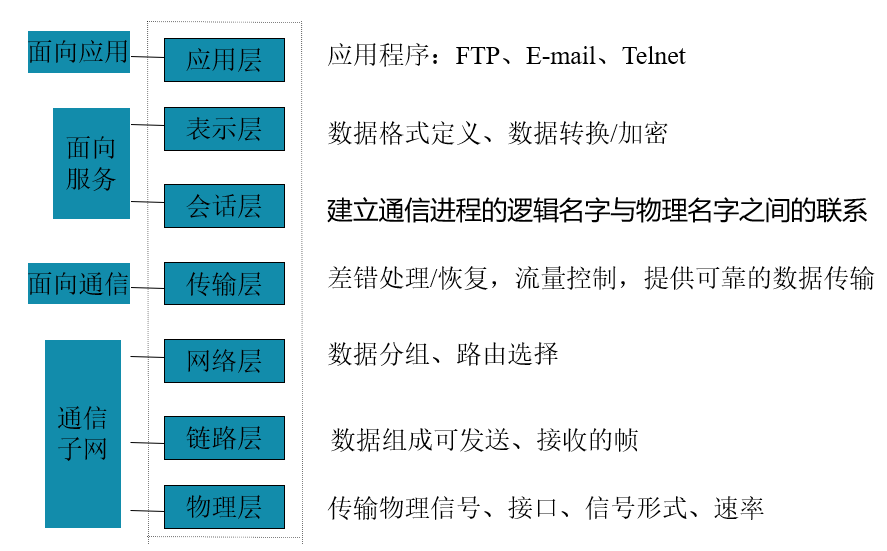 面向应用
应用层
应用程序：FTP、E-mail、Telnet
面向
服务
表示层
数据格式定义、数据转换/加密
会话层
建立通信进程的逻辑名字与物理名字之间的联系
面向通信
传输层
差错处理/恢复，流量控制，提供可靠的数据传输
通信
子网
网络层
数据分组、路由选择
链路层
数据组成可发送、接收的帧
物理层
传输物理信号、接口、信号形式、速率